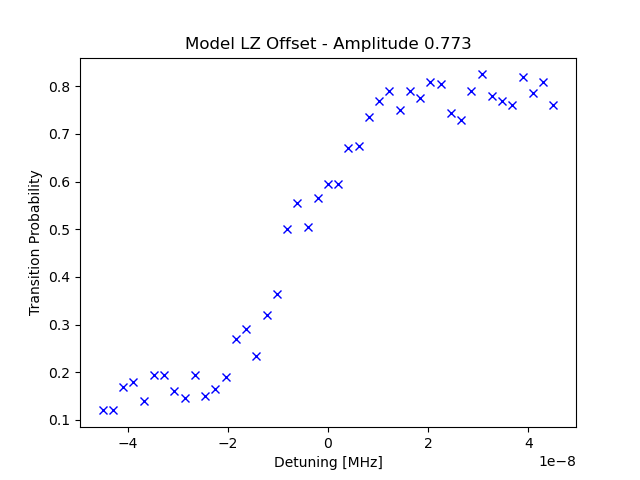 Model LZ Offset - Amplitude 0.773
Transition Probability
0.8
0.7
0.6
0.5
0.4
0.3
0.2
0.1
−4 −2 0 2 4
1e−8
Detuning [MHz]